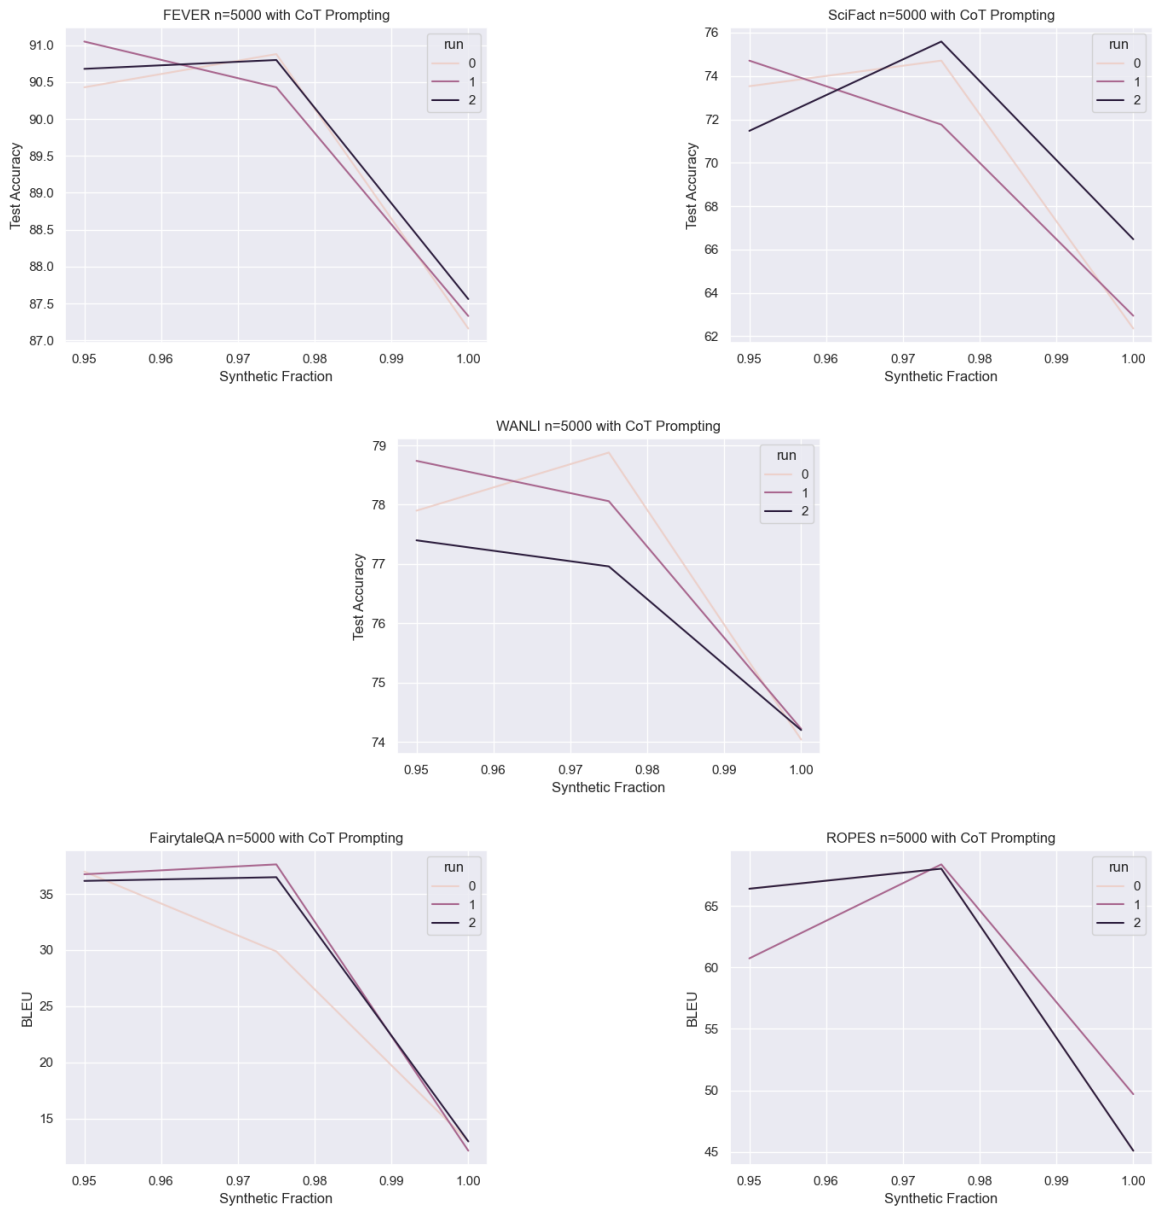 FEVER n=5000 with CoT Prompting
91.0
90.5
90.0
89.5
89.0
88.5
88.0
87.5
87.0
Test Accuracy
run
0
1
2
0.95 0.96 0.97 0.98 0.99 1.00
Synthetic Fraction
SciFact n=5000 with CoT Prompting
76
74
72
70
68
66
64
62
Test Accuracy
run
0
1
2
0.95 0.96 0.97 0.98 0.99 1.00
Synthetic Fraction
WANLI n=5000 with CoT Prompting
79
78
77
76
75
74
Test Accuracy
run
0
1
2
0.95 0.96 0.97 0.98 0.99 1.00
Synthetic Fraction
FairytaleQA n=5000 with CoT Prompting
35
30
25
20
15
BLEU
run
0
1
2
0.95 0.96 0.97 0.98 0.99 1.00
Synthetic Fraction
ROPES n=5000 with CoT Prompting
65
60
55
50
45
BLEU
run
0
1
2
0.95 0.96 0.97 0.98 0.99 1.00
Synthetic Fraction